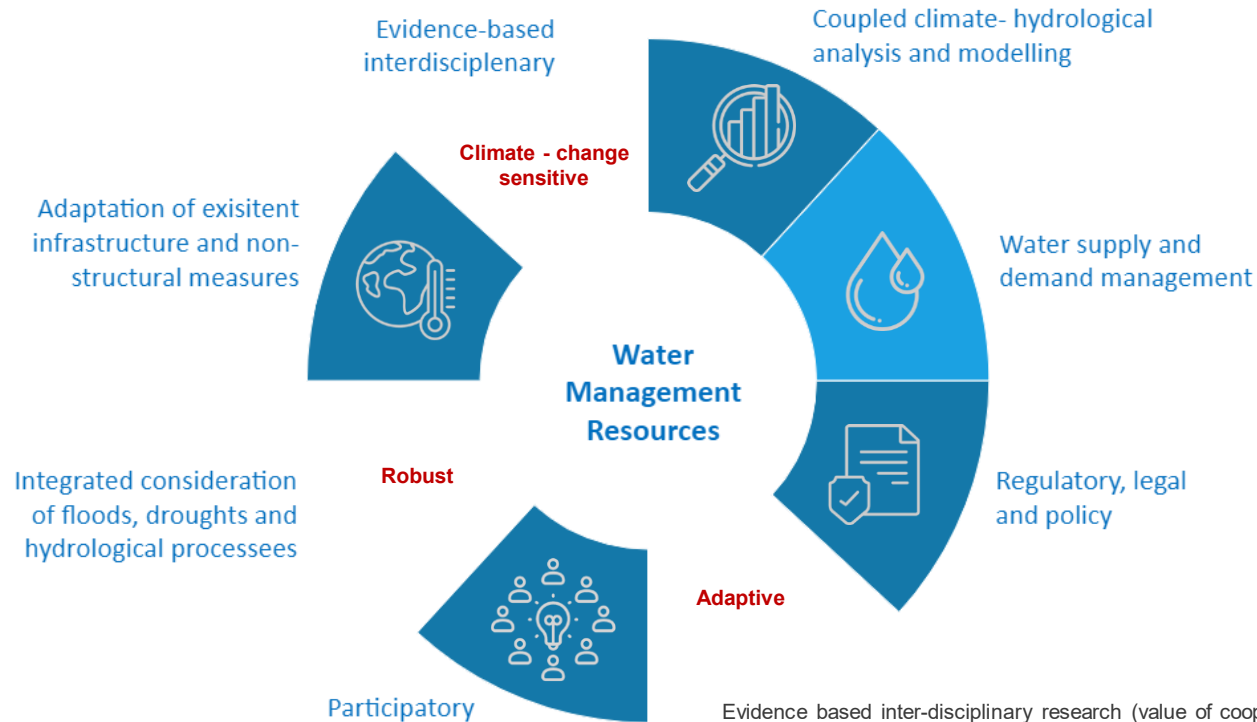 Evidence-based
interdisciplenary
Coupled climate- hydrological
analysis and modelling
Climate - change
sensitive
Adaptation of exisitent
infrastructure and non-
structural measures
Water supply and
demand management
Water
Management
Resources
Integrated consideration
of floods, droughts and
hydrological processees
Robust
Regulatory, legal
and policy
Adaptive
Participatory
Evidence based inter-disciplinary research (value of